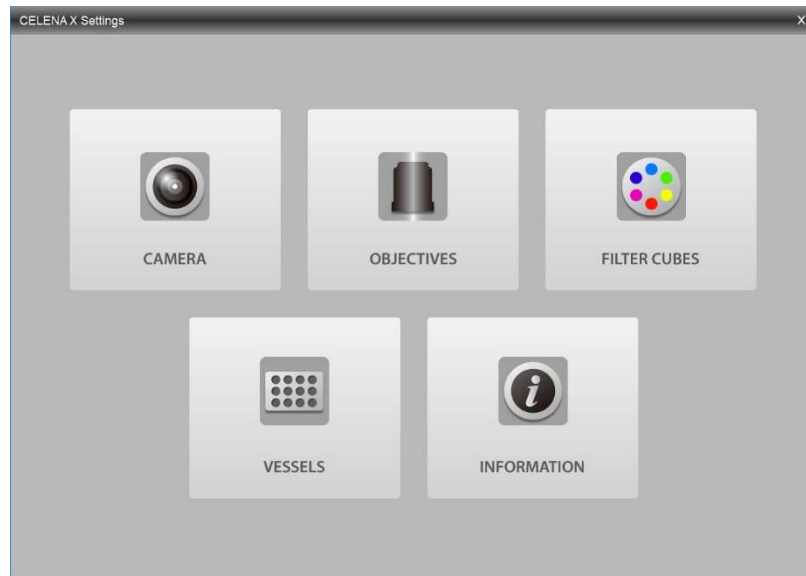 CELENA X Settings X
CAMERA
OBJECTIVES
FILTER CUBES
VESSELS
INFORMATION